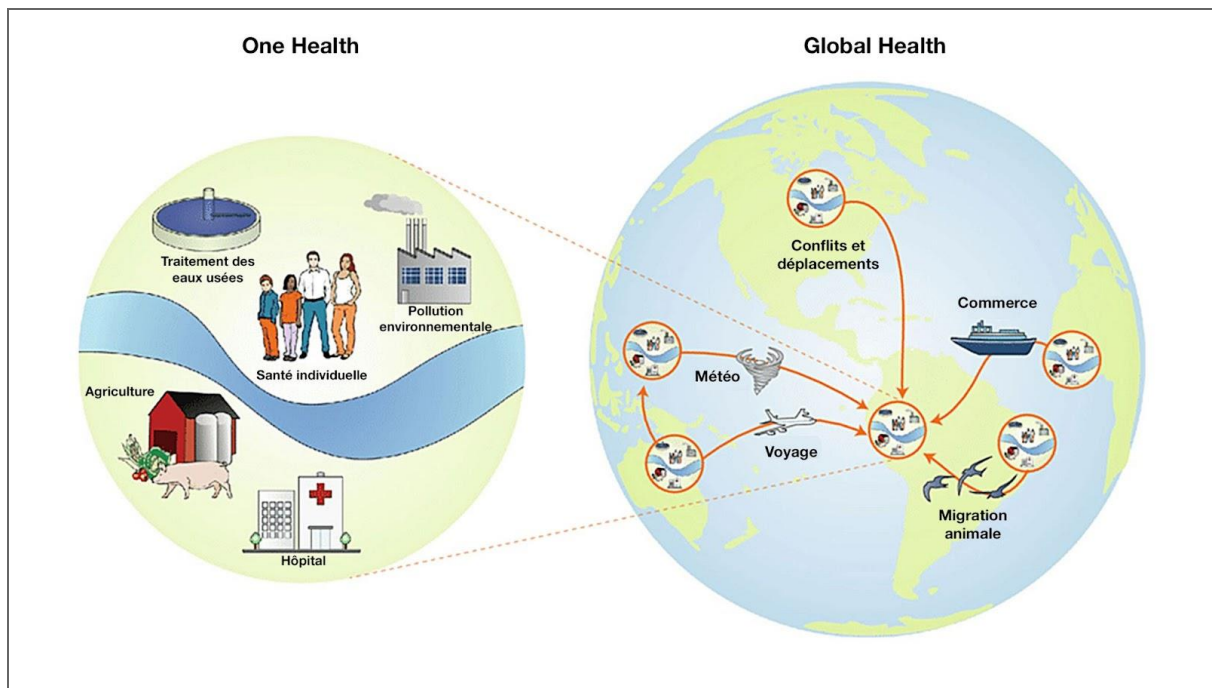 One Health
Global Health
Traitement des
eaux usées
Pollution
environnementale
Santé individuelle
Agriculture
Hôpital
Conflits et
déplacements
Commerce
Météo
Voyage
Migration
animale